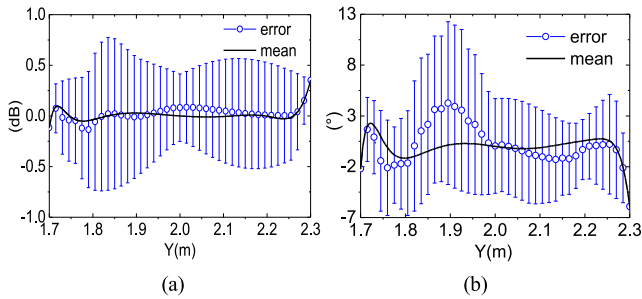 1.0
0.5
0.0
-0.5
-1.0
(dB)
error
mean
1.7 1.8 1.9 2.0 2.1 2.2 2.3
Y(m)
(a)
13
8
3
-2
-7
(°)
error
mean
1.7 1.8 1.9 2.0 2.1 2.2 2.3
Y(m)
(b)